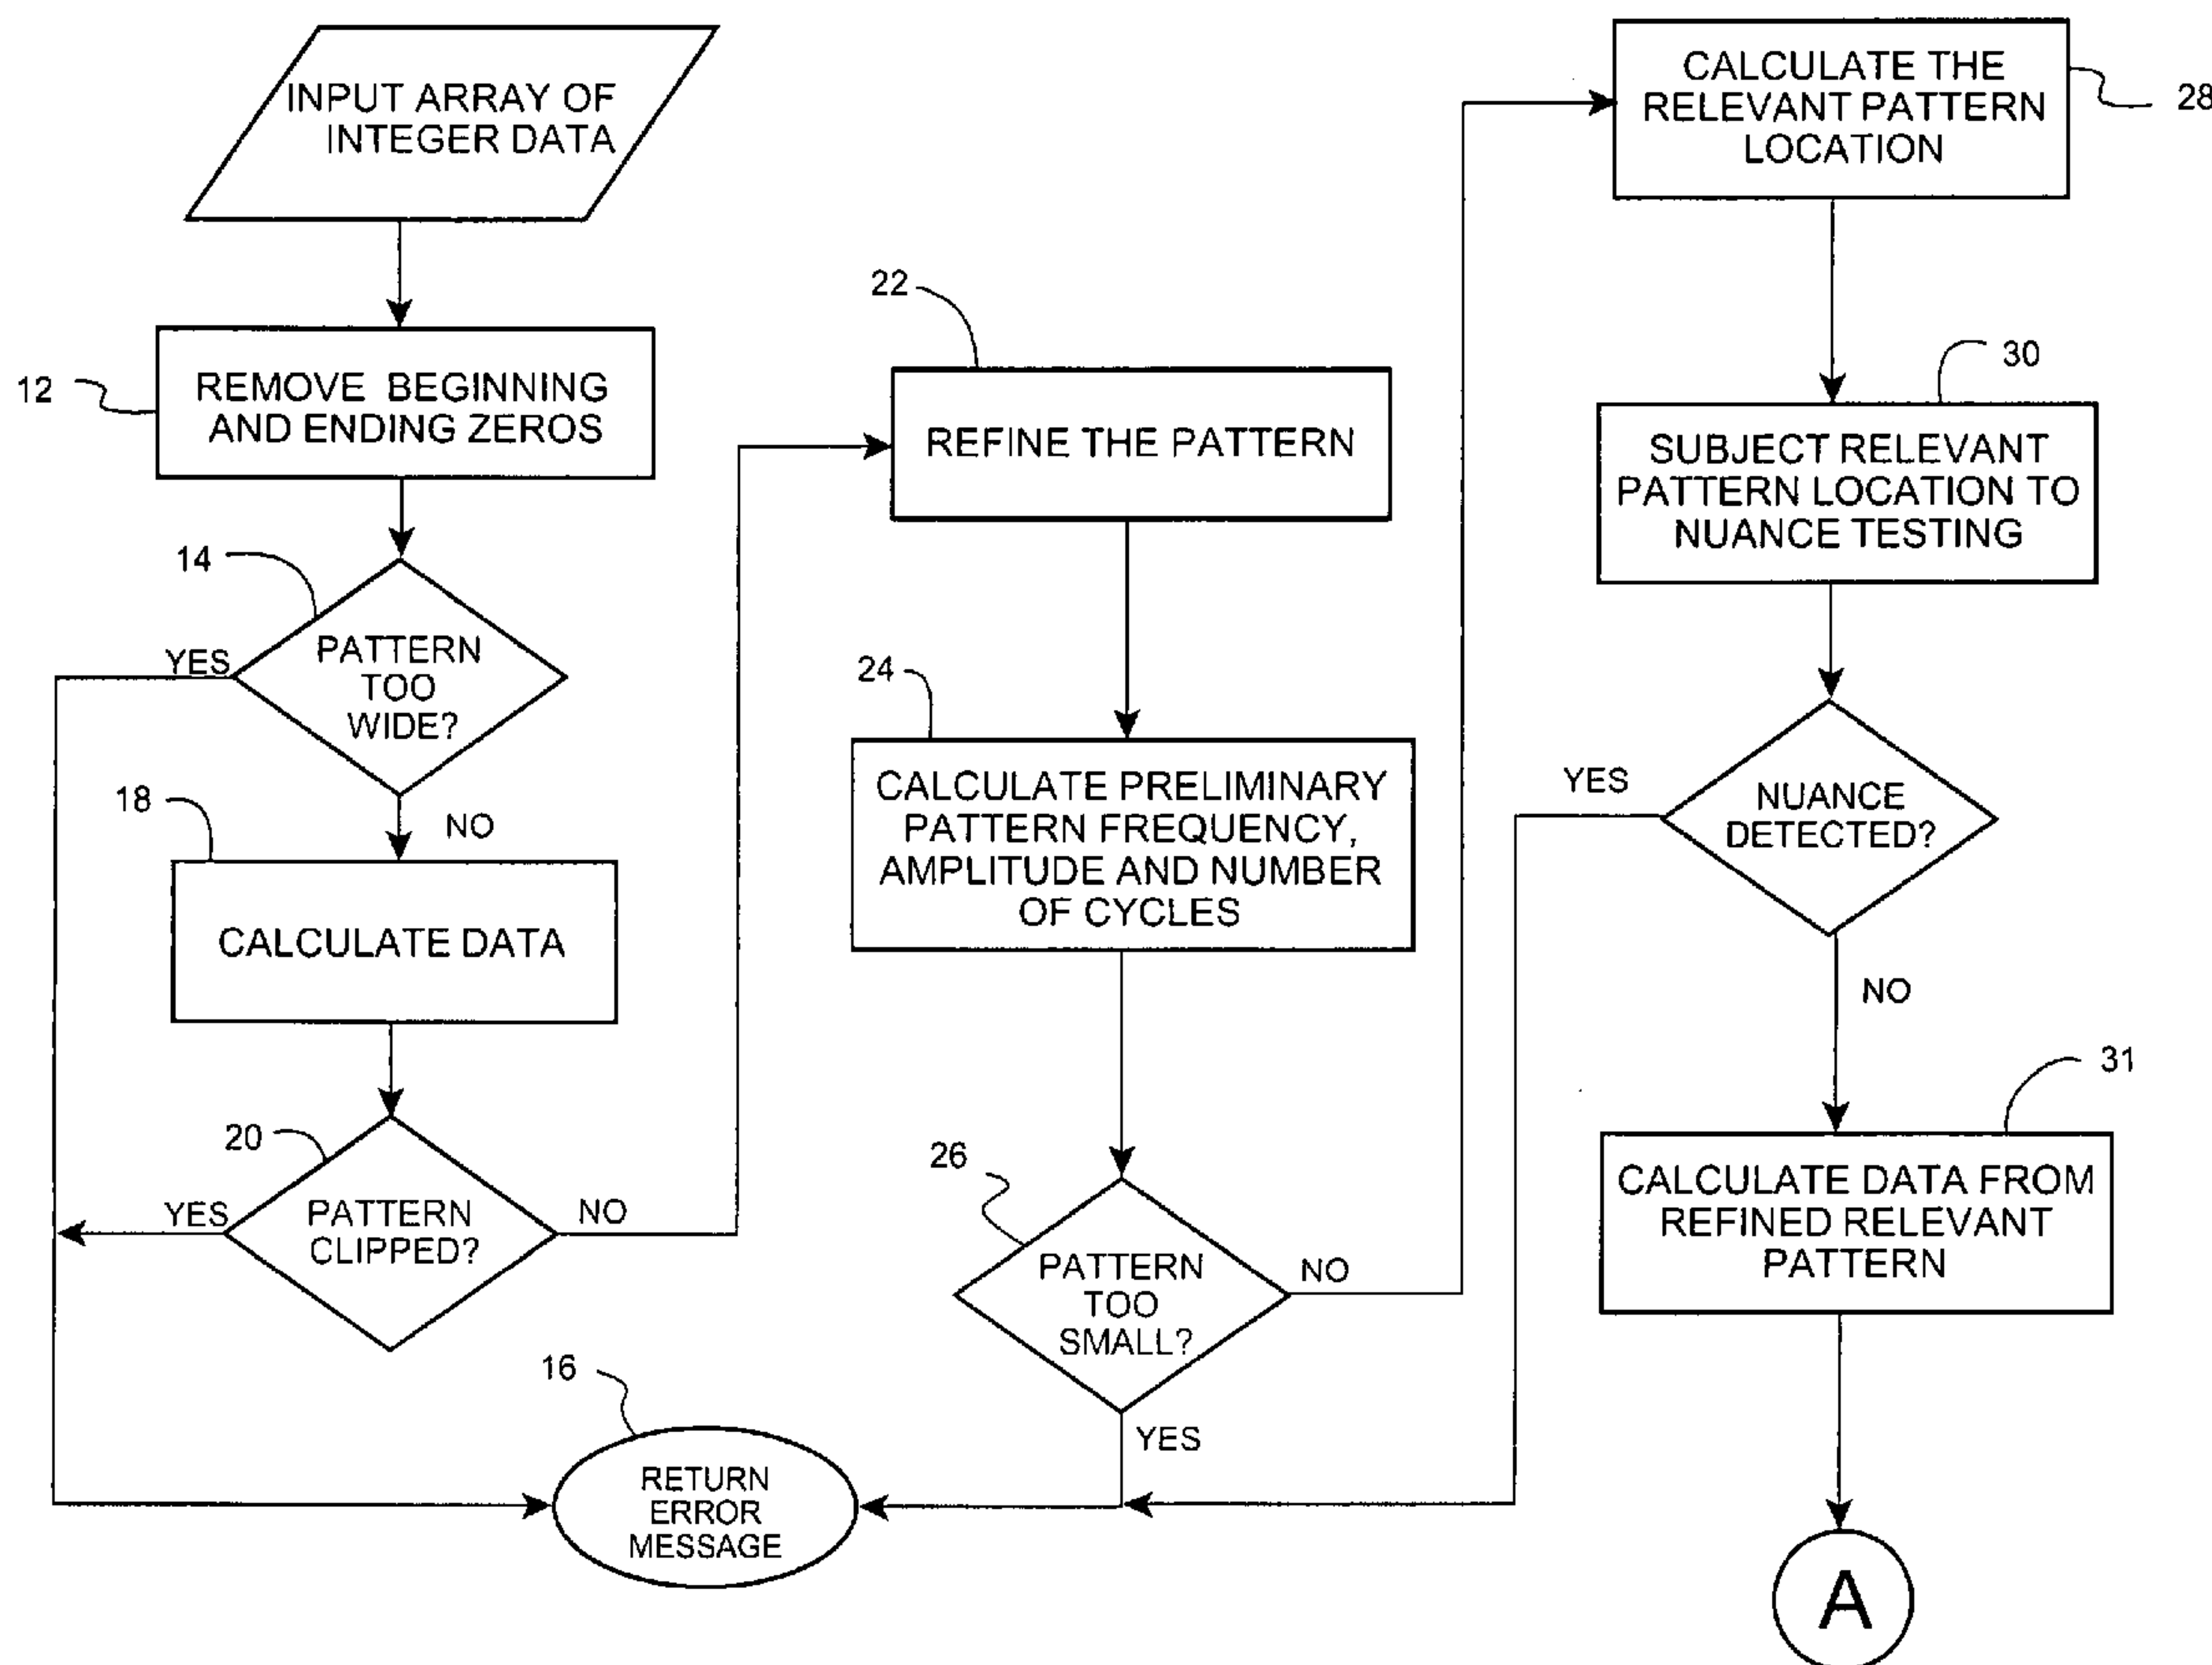 INPUT ARRAY OF
INTEGER DATA
12
REMOVE BEGINNING
AND ENDING ZEROS
14
YES
PATTERN
TOO
WIDE?
NO
18
CALCULATE DATA
20
YES
PATTERN
CLIPPED?
NO
22
REFINE THE PATTERN
24
CALCULATE PRELIMINARY
PATTERN FREQUENCY,
AMPLITUDE AND NUMBER
OF CYCLES
26
PATTERN
TOO
SMALL?
NO
YES
16
RETURN
ERROR
MESSAGE
CALCULATE THE
RELEVANT PATTERN
LOCATION
28
30
SUBJECT RELEVANT
PATTERN LOCATION TO
NUANCE TESTING
YES
NUANCE
DETECTED?
NO
31
CALCULATE DATA FROM
REFINED RELEVANT
PATTERN
A